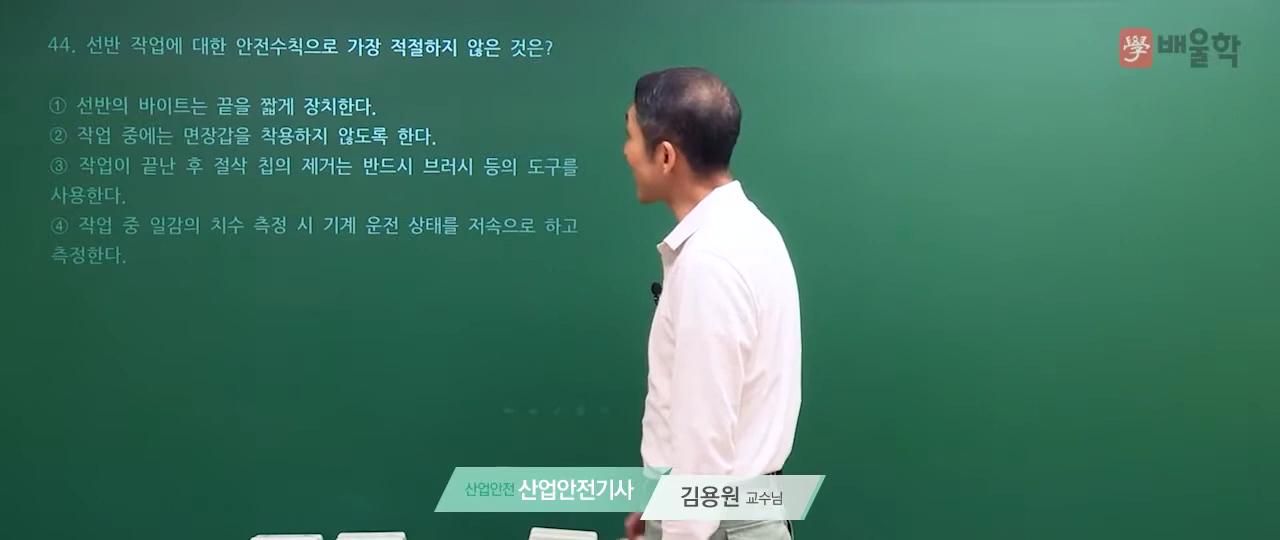 44. 선반 작업에 대한 안전수칙으로 가장 적절하지 않은 것은?
學 배울학
① 선반의 바이트는 끝을 짧게 장치한다.
② 작업 중에는 면장갑을 착용하지 않도록 한다.
③ 작업이 끝난 후 절삭 칩의 제거는 반드시 브러시 등의 도구를
사용한다.
④ 작업 중 일감의 치수 측정 시 기계 운전 상태를 저속으로 하고
측정한다.
산업안전 산업안전기사
김용원 교수님